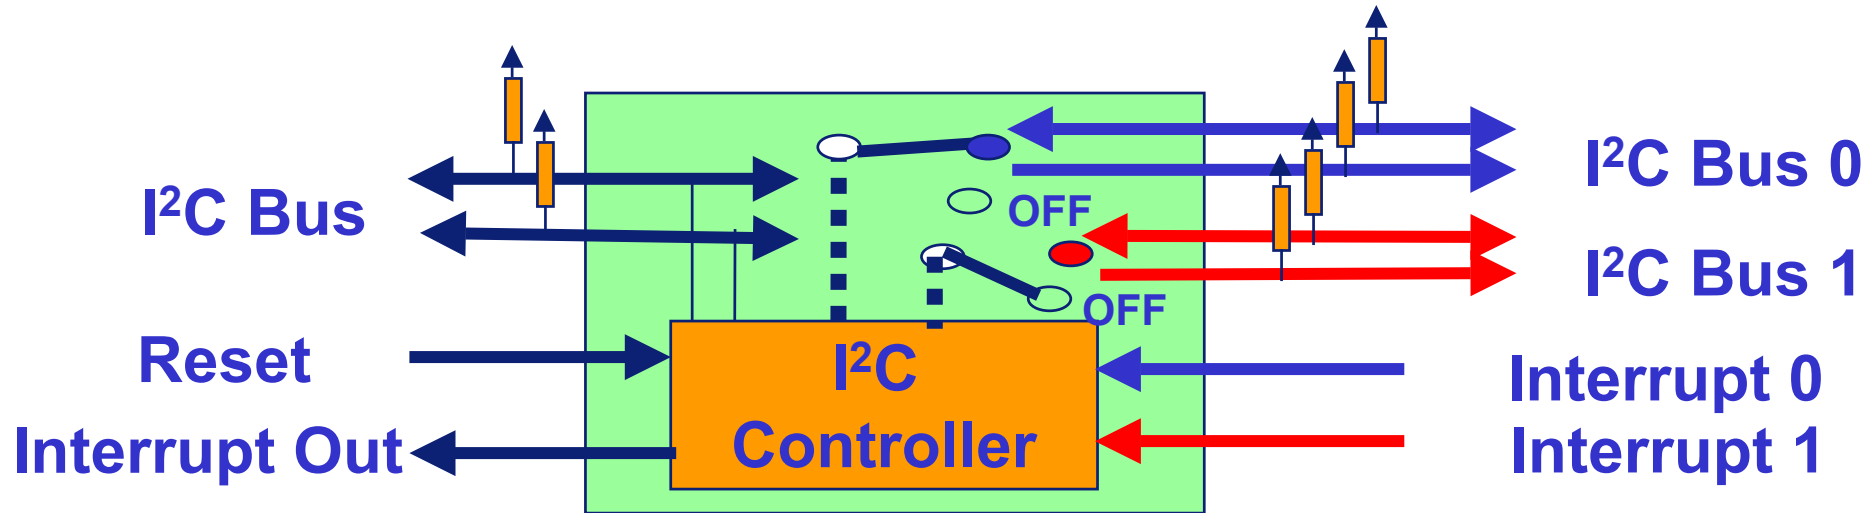 I²C Bus
Reset
Interrupt Out
OFF
OFF
I²C
Controller
I²C Bus 0
I²C Bus 1
Interrupt 0
Interrupt 1